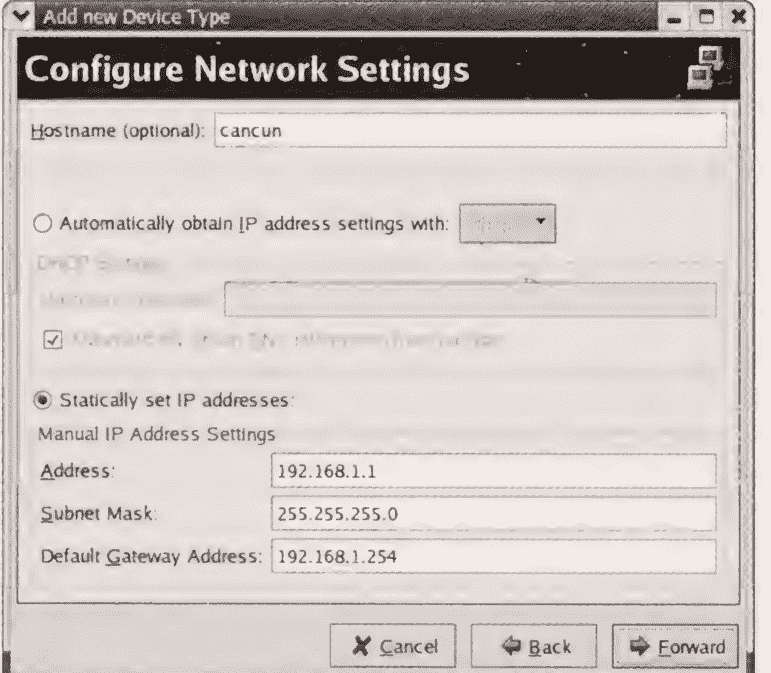 Add new Device Type
Configure Network Settings
Hostname (optional): cancun
Automatically obtain IP address settings with:
Statically set IP addresses:
Manual IP Address Settings
Address: 192.168.1.1
Subnet Mask: 255.255.255.0
Default Gateway Address: 192.168.1.254
Cancel Back Forward